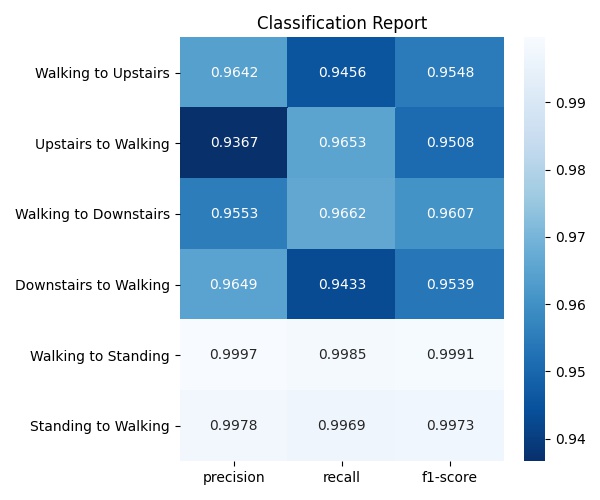 Classification Report
Walking to Upstairs 0.9642 0.9456 0.9548
Upstairs to Walking 0.9367 0.9653 0.9508
Walking to Downstairs 0.9553 0.9662 0.9607
Downstairs to Walking 0.9649 0.9433 0.9539
Walking to Standing 0.9997 0.9985 0.9991
Standing to Walking 0.9978 0.9969 0.9973
precision recall f1-score
0.99
0.98
0.97
0.96
0.95
0.94